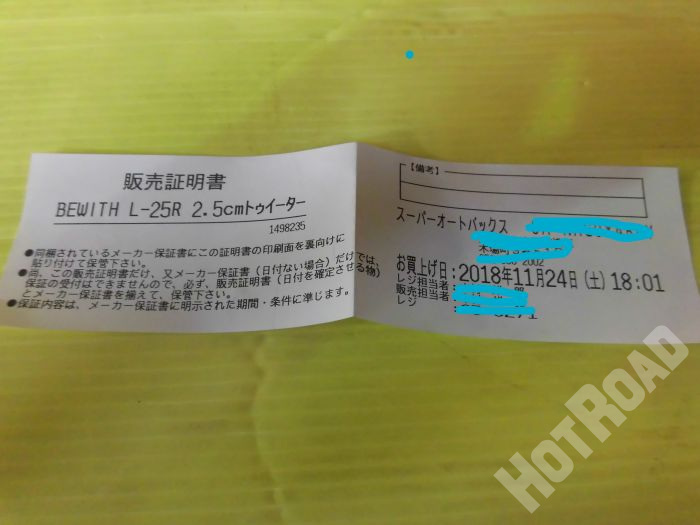 販売証明書
BEWITH L-25R 2.5cmトゥイーター
1498235
●同梱されているメーカー保証書にこの証明書の印刷面を裏向けに
貼り付けて保管下さい。
●尚、この販売証明書だけ、又メーカー保証書（日付ない場合）だけでは、
保証の受付はできませんので、必ず、販売証明書（日付を確定させる物）
とメーカー保証書を揃えて、保管下さい。
●保証内容は、メーカー保証書に明示された期間・条件に準じます。
【備考】
スーパーオートバックス
2002
お買上げ日：2018年11月24日（土）18:01
レジ担当者：
販売担当者
レジ
HOTROAD